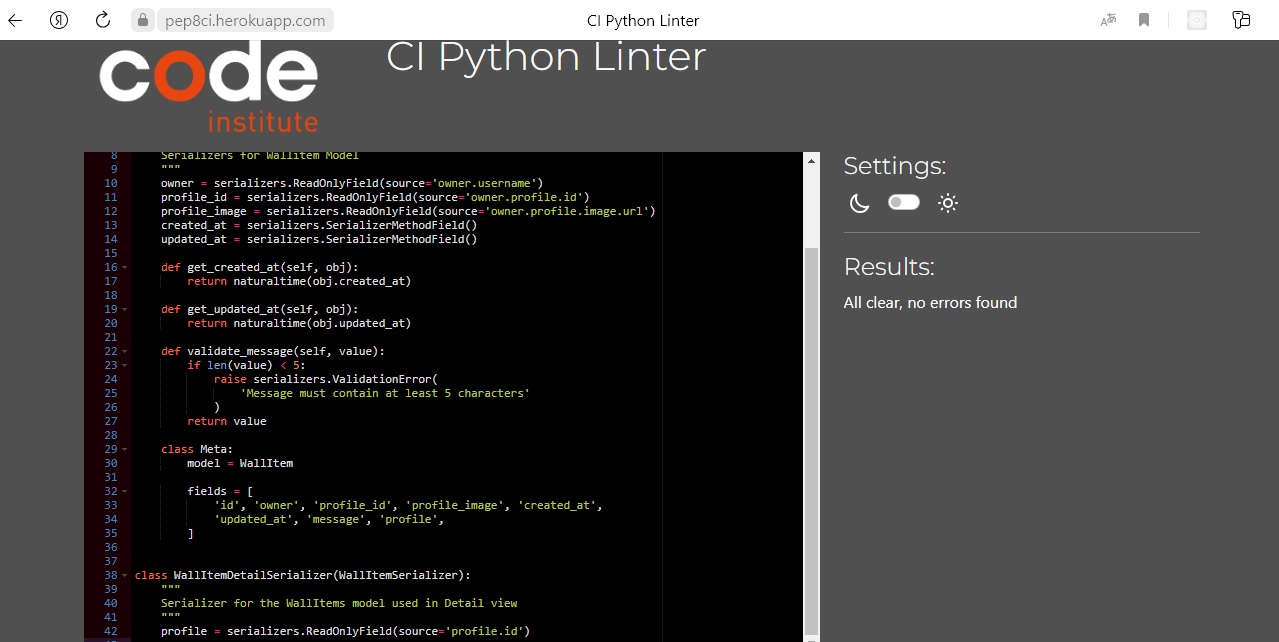 pep8ci.herokuapp.com
CI Python Linter
code
institute
CI Python Linter
8 Serializers for Wallitem Model
9 """
10 owner = serializers.ReadOnlyField(source='owner.username')
11 profile_id = serializers.ReadOnlyField(source='owner.profile.id')
12 profile_image = serializers.ReadOnlyField(source='owner.profile.image.url')
13 created_at = serializers.SerializerMethodField()
14 updated_at = serializers.SerializerMethodField()
15
16 def get_created_at(self, obj):
17 return naturaltime(obj.created_at)
18
19 def get_updated_at(self, obj):
20 return naturaltime(obj.updated_at)
21
22 def validate_message(self, value):
23 if len(value) < 5:
24 raise serializers.ValidationError(
25 'Message must contain at least 5 characters'
26 )
27 return value
28
29 class Meta:
30 model = WallItem
31
32 fields = [
33 'id', 'owner', 'profile_id', 'profile_image', 'created_at',
34 'updated_at', 'message', 'profile',
35 ]
36
37
38 class WallItemDetailSerializer(WallItemSerializer):
39 """
40 Serializer for the WallItems model used in Detail view
41 """
42 profile = serializers.ReadOnlyField(source='profile.id')
Settings:
Results:
All clear, no errors found